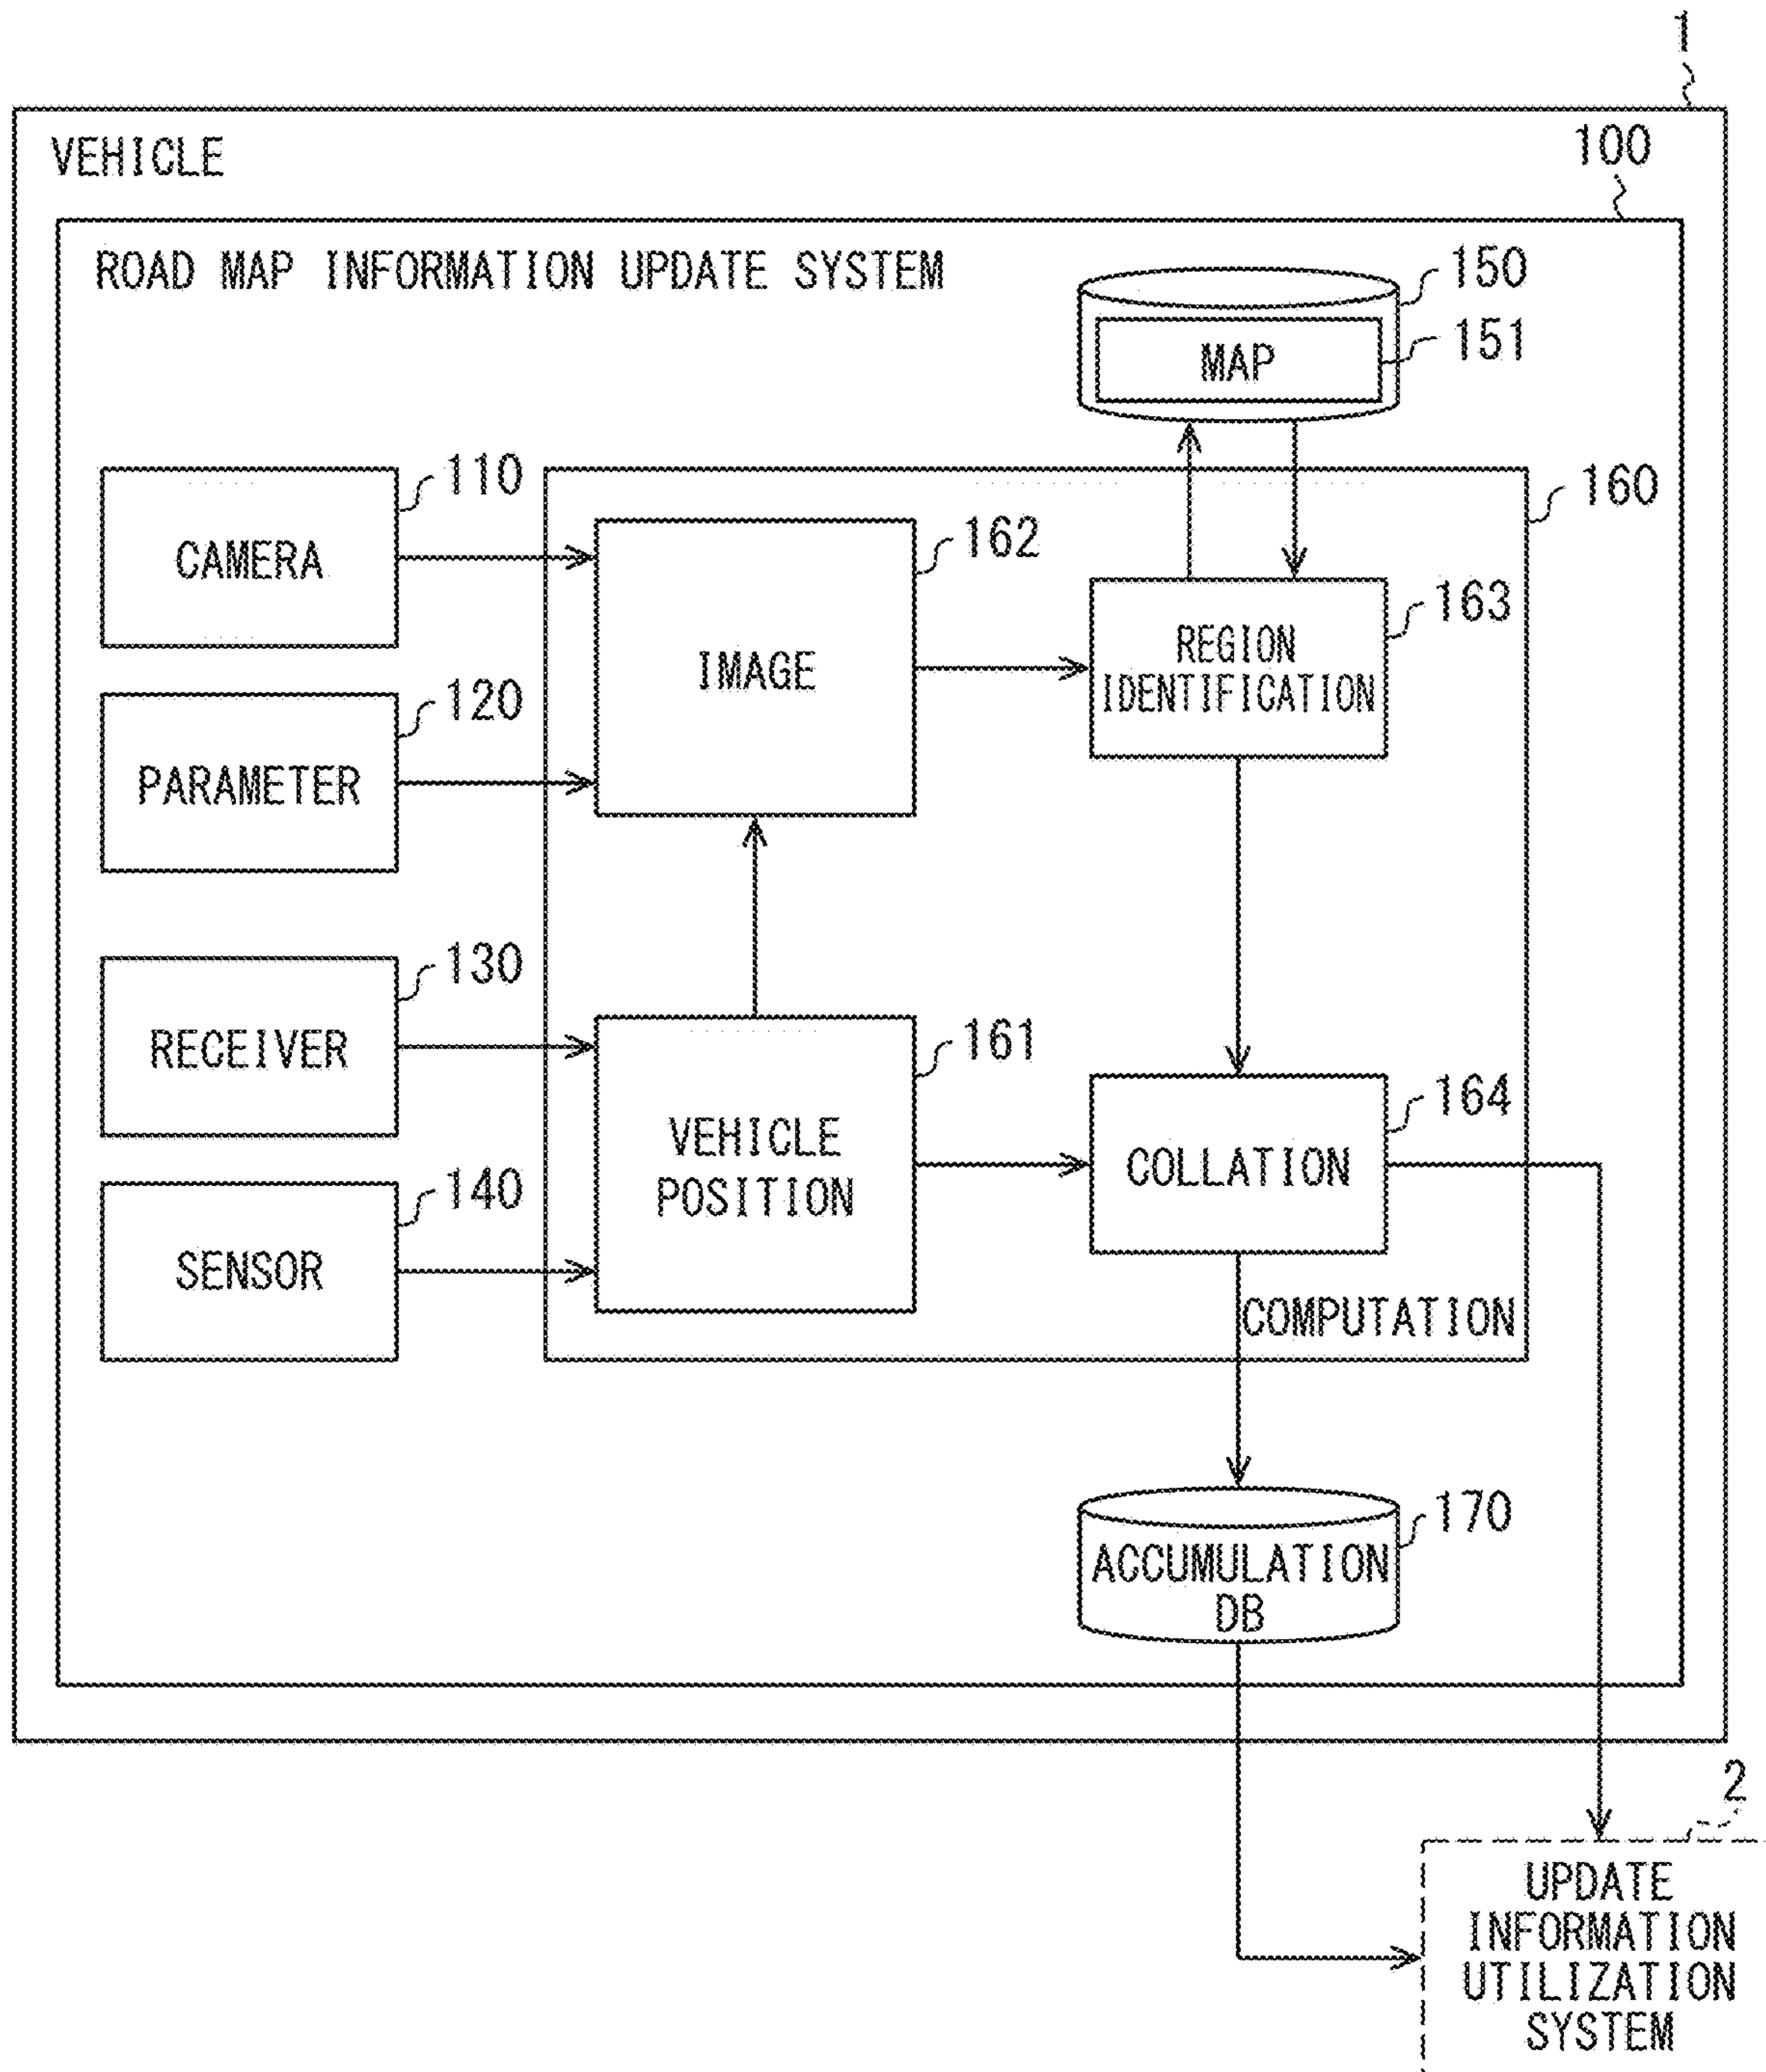 1
VEHICLE
100
ROAD MAP INFORMATION UPDATE SYSTEM
150
MAP
151
110
CAMERA
160
162
IMAGE
163
REGION
IDENTIFICATION
120
PARAMETER
130
RECEIVER
161
VEHICLE
POSITION
164
COLLATION
140
SENSOR
COMPUTATION
170
ACCUMULATION
DB
2
UPDATE
INFORMATION
UTILIZATION
SYSTEM